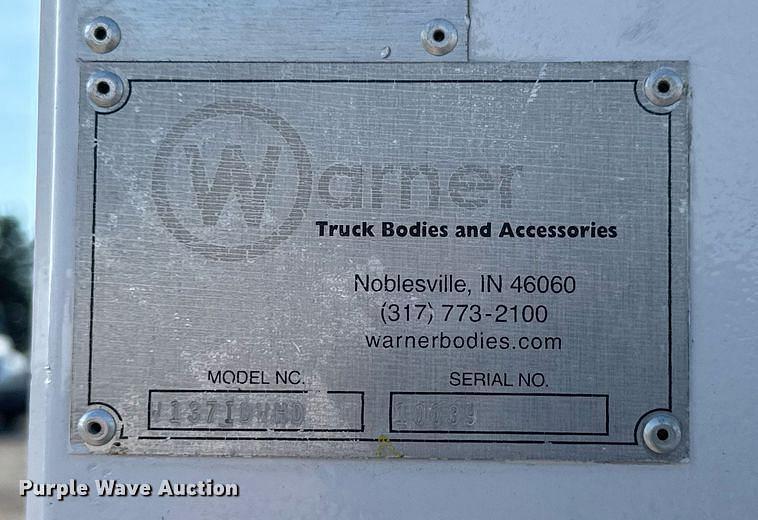 Warner
Truck Bodies and Accessories
Noblesville, IN 46060
(317) 773-2100
warnerbodies.com
MODEL NO. SERIAL NO.
Purple Wave Auction